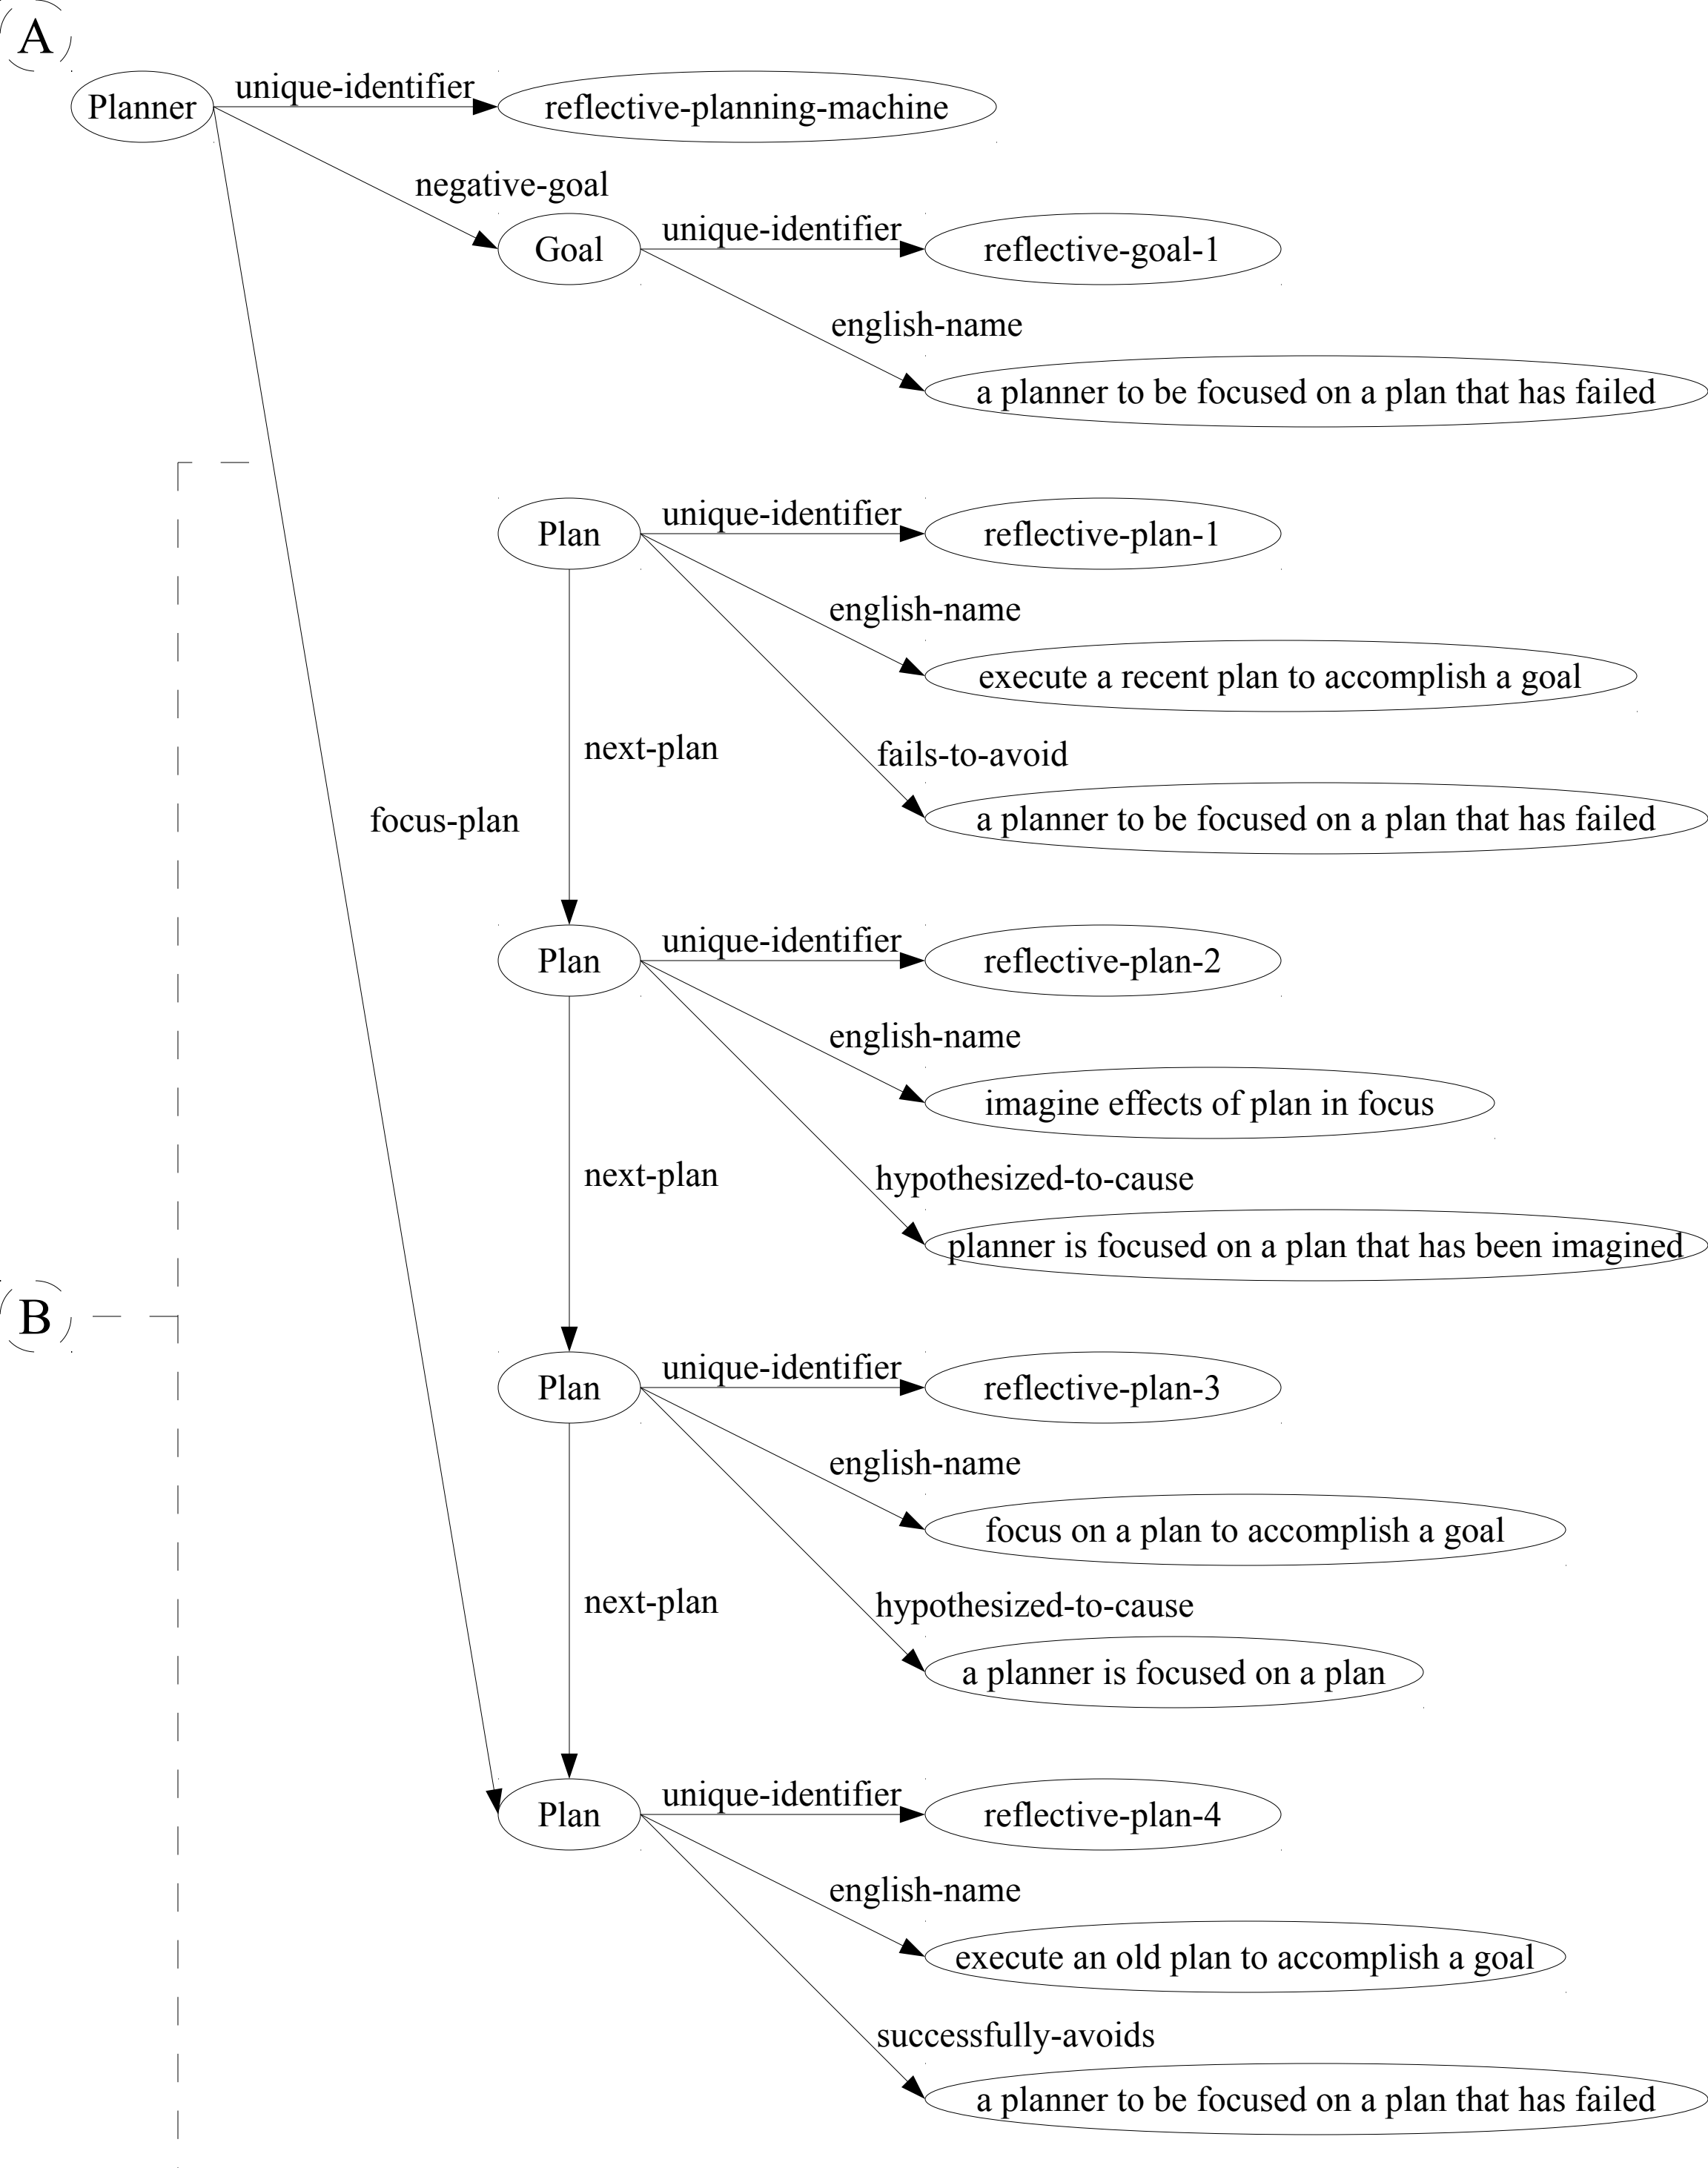 A
Planner
unique-identifier
reflective-planning-machine
negative-goal
Goal
unique-identifier
reflective-goal-1
english-name
a planner to be focused on a plan that has failed
Plan
unique-identifier
reflective-plan-1
english-name
execute a recent plan to accomplish a goal
next-plan
fails-to-avoid
focus-plan
a planner to be focused on a plan that has failed
Plan
unique-identifier
reflective-plan-2
english-name
imagine effects of plan in focus
next-plan
hypothesized-to-cause
planner is focused on a plan that has been imagined
B
Plan
unique-identifier
reflective-plan-3
english-name
focus on a plan to accomplish a goal
next-plan
hypothesized-to-cause
a planner is focused on a plan
Plan
unique-identifier
reflective-plan-4
english-name
execute an old plan to accomplish a goal
successfully-avoids
a planner to be focused on a plan that has failed